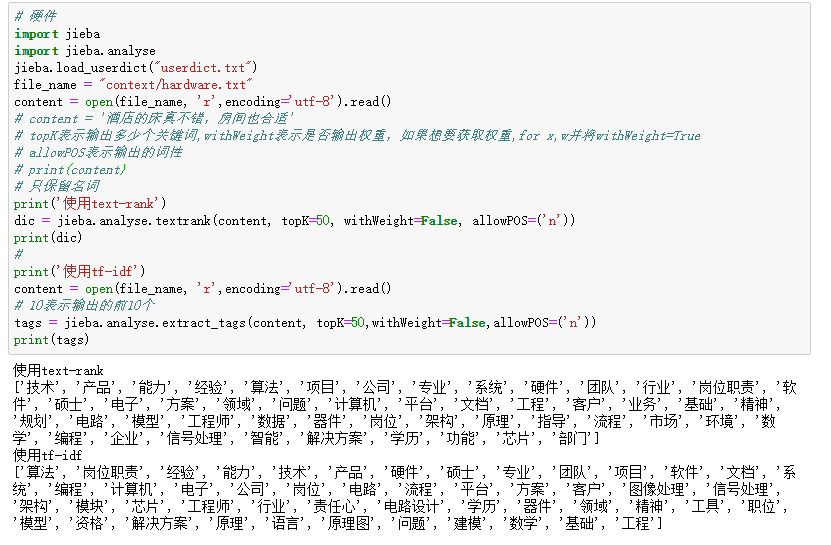 # 硬件
import jieba
import jieba.analyse
jieba.load_userdict("userdict.txt")
file_name = "context/hardware.txt"
content = open(file_name, 'r',encoding='utf-8').read()
# content = '酒店的床真不错，房间也合适'
# topK表示输出多少个关键词,withWeight表示是否输出权重，如果想要获取权重,for x,w并将withWeight=True
# allowPOS表示输出的词性
# print(content)
# 只保留名词
print('使用text-rank')
dic = jieba.analyse.textrank(content, topK=50, withWeight=False, allowPOS=('n'))
print(dic)
#
print('使用tf-idf')
content = open(file_name, 'r',encoding='utf-8').read()
# 10表示输出的前10个
tags = jieba.analyse.extract_tags(content, topK=50,withWeight=False,allowPOS=('n'))
print(tags)
使用text-rank
['技术', '产品', '能力', '经验', '算法', '项目', '公司', '专业', '系统', '硬件', '团队', '行业', '岗位职责', '软
件', '硕士', '电子', '方案', '领域', '问题', '计算机', '平台', '文档', '工程', '客户', '业务', '基础', '精神',
'规划', '电路', '模型', '工程师', '数据', '器件', '岗位', '架构', '原理', '指导', '流程', '市场', '环境', '数
学', '编程', '企业', '信号处理', '智能', '解决方案', '学历', '功能', '芯片', '部门']
使用tf-idf
['算法', '岗位职责', '经验', '能力', '技术', '产品', '硬件', '硕士', '专业', '团队', '项目', '软件', '文档', '系
统', '编程', '计算机', '电子', '公司', '岗位', '电路', '流程', '平台', '方案', '客户', '图像处理', '信号处理',
'架构', '模块', '芯片', '工程师', '行业', '责任心', '电路设计', '学历', '器件', '领域', '精神', '工具', '职位',
'模型', '资格', '解决方案', '原理', '语言', '原理图', '问题', '建模', '数学', '基础', '工程']